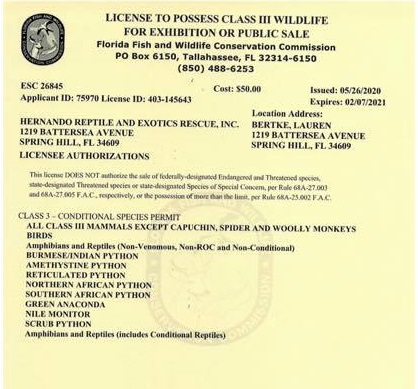 LICENSE TO POSSESS CLASS III WILDLIFE
FOR EXHIBITION OR PUBLIC SALE
Florida Fish and Wildlife Conservation Commission
PO Box 6150, Tallahassee, FL 32314-6150
(850) 488-6253
ESC 26845 Cost: $50.00 Issued: 05/26/2020
Applicant ID: 75970 License ID: 403-145643 Expires: 02/07/2021
Location Address:
HERNANDO REPTILE AND EXOTICS RESCUE, INC. BERTKE, LAUREN
1219 BATTERSEA AVENUE 1219 BATTERSEA AVENUE
SPRING HILL, FL 34609 SPRING HILL, FL 34609
LICENSEE AUTHORIZATIONS
This license DOES NOT authorize the sale of federally-designated Endangered and Threatened species,
state-designated Threatened species or state-designated Species of Special Concern, per Rule 68A-27.003
and 68A-27.005 F.A.C., respectively, or the possession of more than the limit, per Rule 68A-25.002 F.A.C.
CLASS 3 – CONDITIONAL SPECIES PERMIT
ALL CLASS III MAMMALS EXCEPT CAPUCHIN, SPIDER AND WOOLLY MONKEYS
BIRDS
Amphibians and Reptiles (Non-Venomous, Non-ROC and Non-Conditional)
BURMESE/INDIAN PYTHON
AMETHYSTINE PYTHON
RETICULATED PYTHON
NORTHERN AFRICAN PYTHON
SOUTHERN AFRICAN PYTHON
GREEN ANACONDA
NILE MONITOR
SCRUB PYTHON
Amphibians and Reptiles (includes Conditional Reptiles)